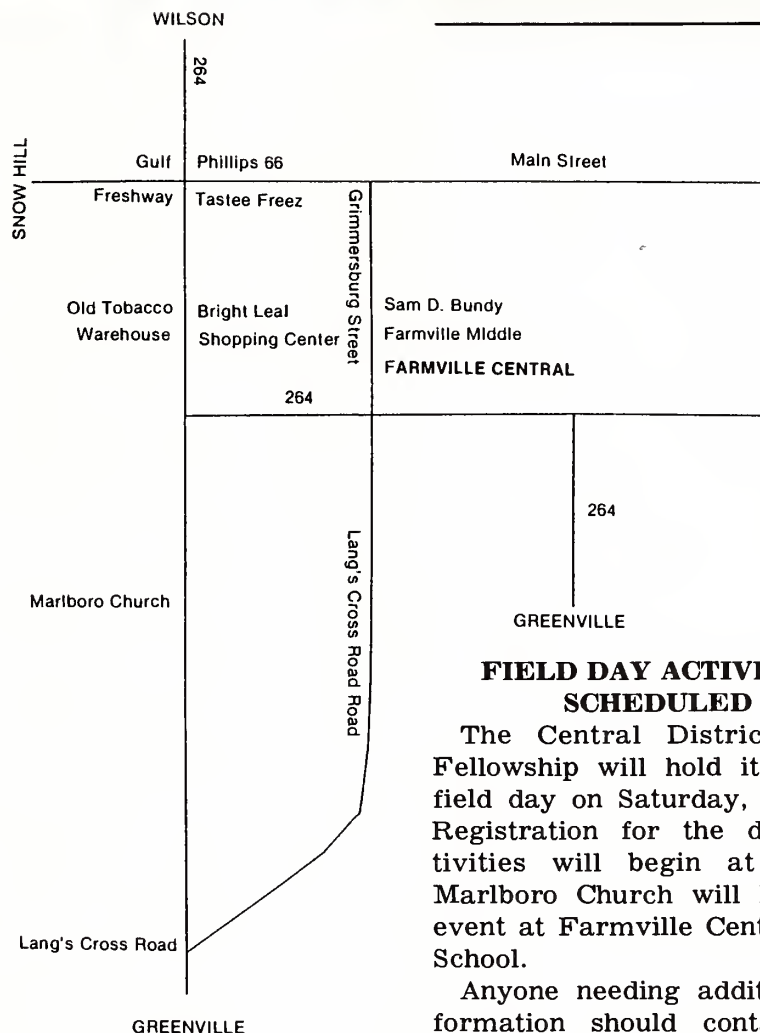 WILSON
264
SNOW HILL
Gulf
Phillips 66
Main Street
Freshway
Tastee Freez
Grimmersburg Street
Old Tobacco
Warehouse
Bright Leal
Shopping Center
Sam D. Bundy
Farmville Middle
FARMVILLE CENTRAL
264
264
Marlboro Church
Lang's Cross Road Road
GREENVILLE
Lang's Cross Road
GREENVILLE
FIELD DAY ACTIVI
SCHEDULED
The Central Distric
Fellowship will hold it
field day on Saturday,
Registration for the d
tivities will begin at
Marlboro Church will
event at Farmville Cent
School.
Anyone needing addit
formation should cont